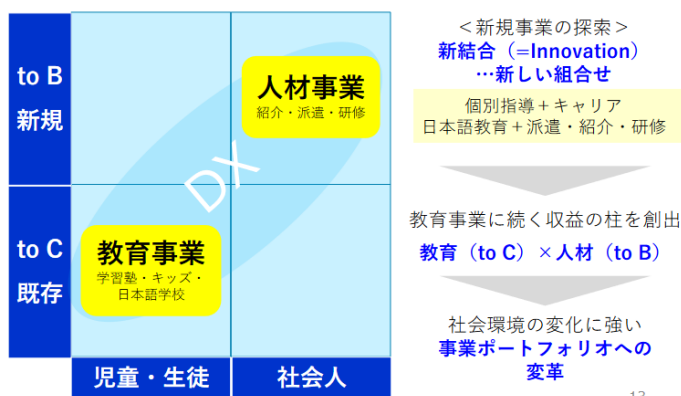 to B
新規
人材事業
紹介・派遣・研修
DX
to C
既存
教育事業
学習塾・キッズ・
日本語学校
児童・生徒
社会人
＜新規事業の探索＞
新結合（=Innovation）
…新しい組合せ
個別指導＋キャリア
日本語教育＋派遣・紹介・研修
教育事業に続く収益の柱を創出
教育（to C）×人材（to B）
社会環境の変化に強い
事業ポートフォリオへの
変革